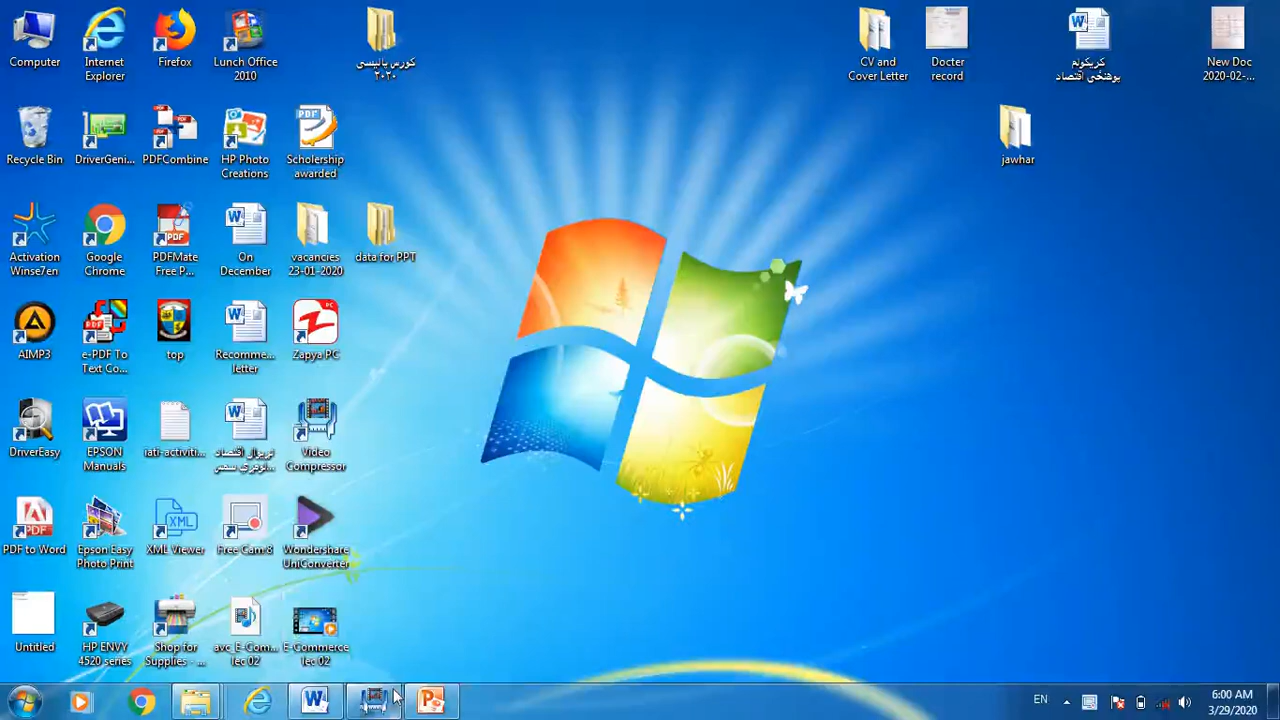 Computer
Internet Explorer
Firefox
Lunch Office 2010
کورس پالیسی ۲۰۲۰
CV and Cover Letter
Docter record
کریکولم پوهنځی اقتصاد
New Doc 2020-02-...
Recycle Bin
DriverGeni...
PDFCombine
HP Photo Creations
Scholership awarded
jawhar
Activation Winse7en
Google Chrome
PDFMate Free P...
On December
vacancies 23-01-2020
data for PPT
AIMP3
e-PDF To Text Co...
top
Recomme... letter
Zapya PC
DriverEasy
EPSON Manuals
iati-activiti...
Video Compressor
PDF to Word
Epson Easy Photo Print
XML Viewer
Free Cam 8
Wondershare UniConverter
Untitled
HP ENVY 4520 series
Shop for Supplies - ...
avc_E-Com... lec 02
E-Commerce lec 02
EN
6:00 AM
3/29/2020